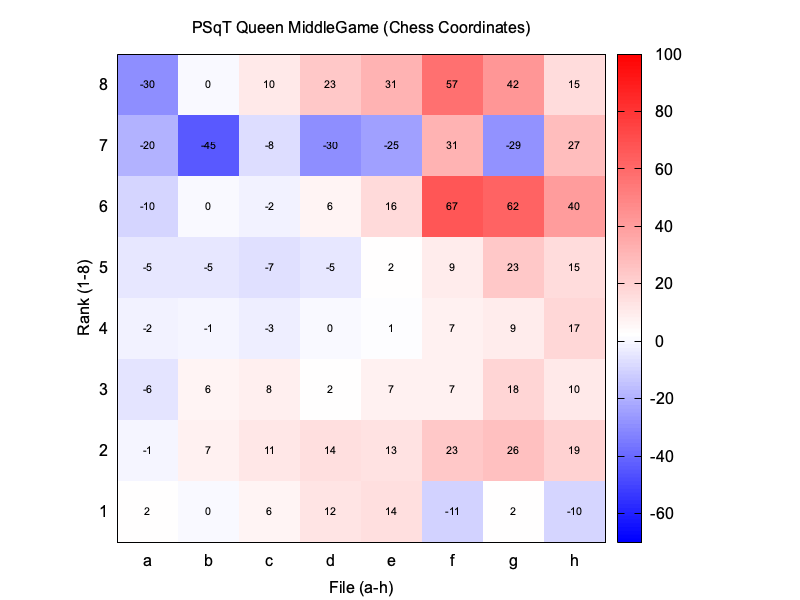 PSqT Queen MiddleGame (Chess Coordinates)
100
8 -30 0 10 23 31 57 42 15
80
7 -20 -45 -8 -30 -25 31 -29 27
60
6 -10 0 -2 6 16 67 62 40
40
5 -5 -5 -7 -5 2 9 23 15
20
Rank (1-8)
4 -2 -1 -3 0 1 7 9 17
0
3 -6 6 8 2 7 7 18 10
-20
2 -1 7 11 14 13 23 26 19
-40
1 2 0 6 12 14 -11 2 -10
-60
a b c d e f g h
File (a-h)